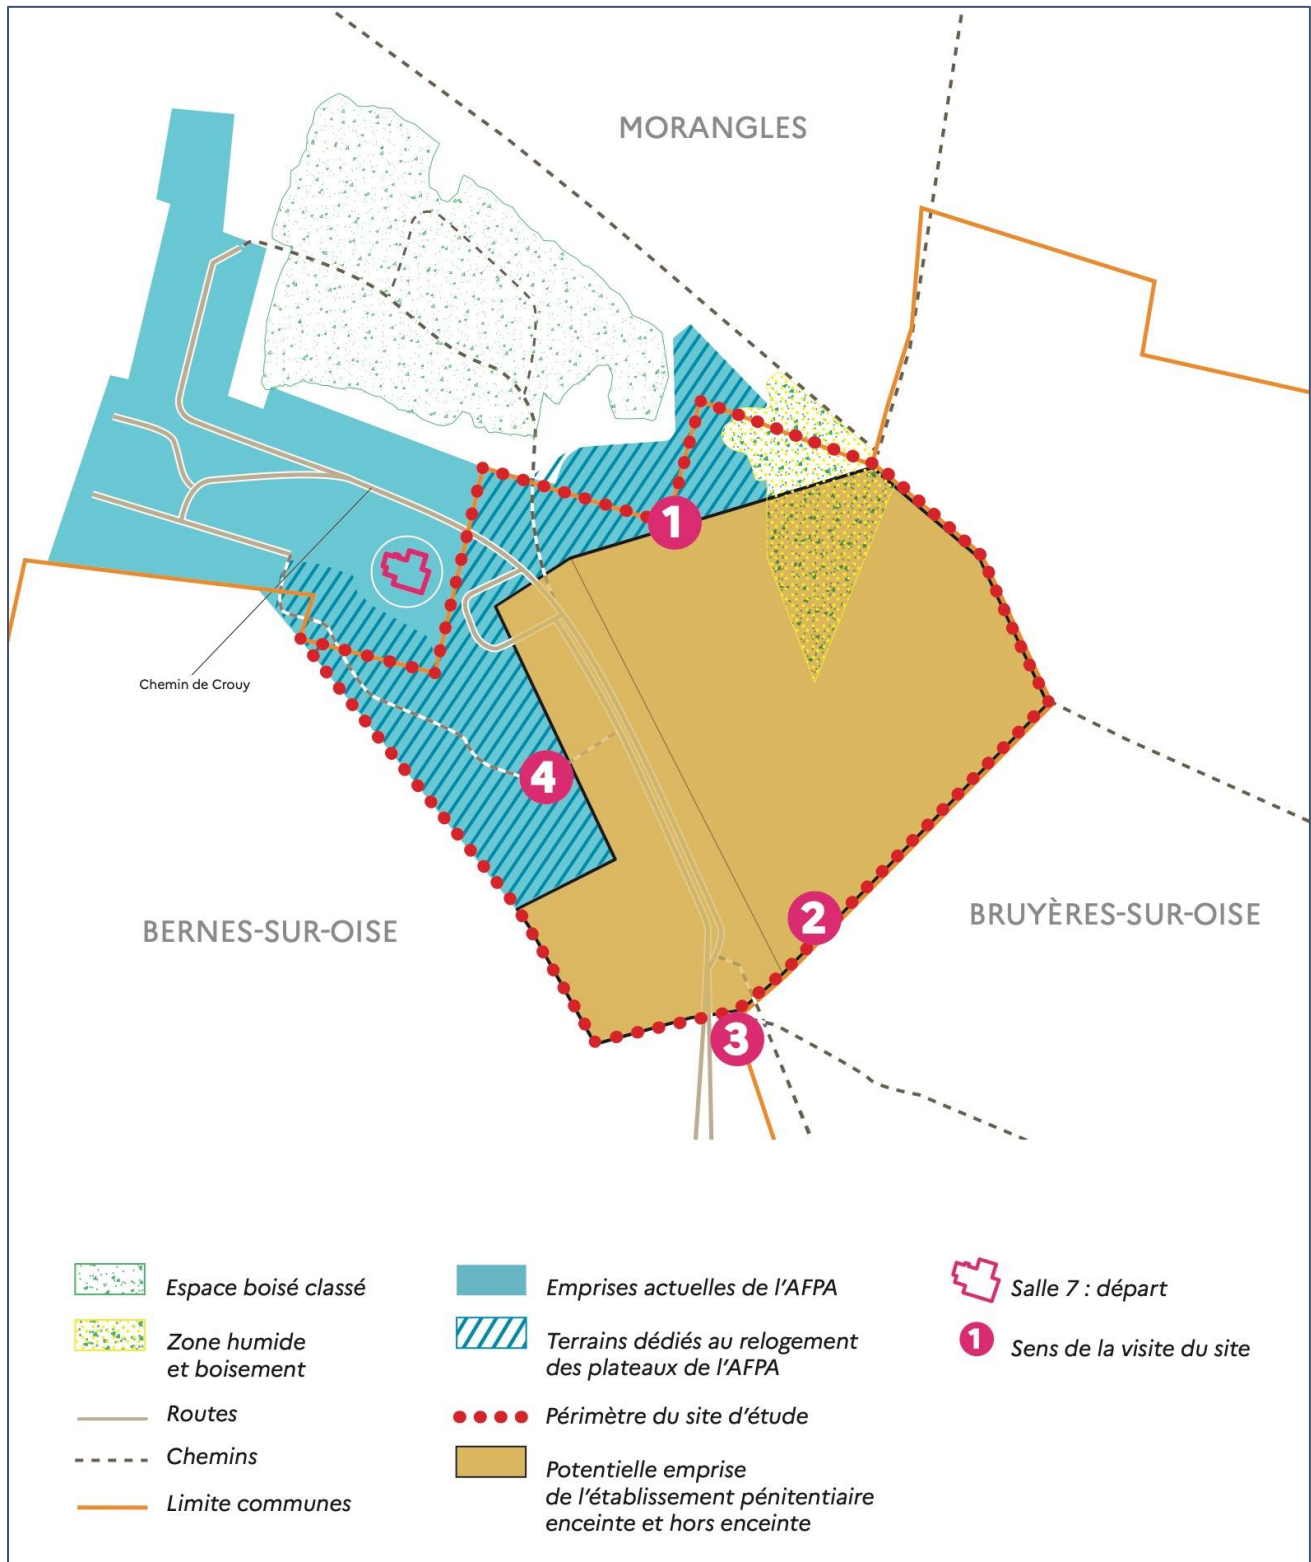 MORANGLES
1
Chemin de Crouy
4
2
BRUYÈRES-SUR-OISE
BERNES-SUR-OISE
3
Espace boisé classé
Zone humide
et boisement
Routes
Chemins
Limite communes
Emprises actuelles de l'AFPA
Terrains dédiés au relogement
des plateaux de l'AFPA
Périmètre du site d'étude
Potentielle emprise
de l'établissement pénitentiaire
enceinte et hors enceinte
Salle 7 : départ
1
Sens de la visite du site